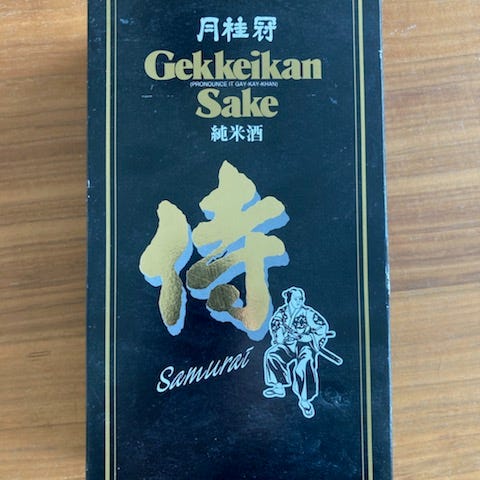 月桂冠
Gekkeikan
(PRONOUNCE IT GAY-KAY-KHAN)
Sake
純米酒
侍
Samurai